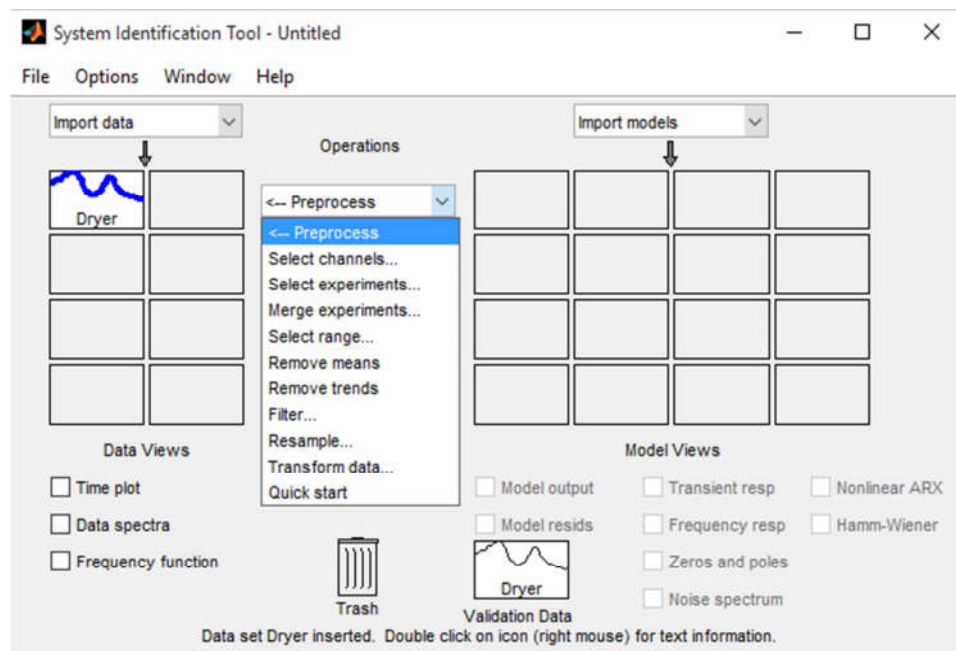 System Identification Tool - Untitled
File Options Window Help
Import data
Import models
Operations
Dryer
<-- Preprocess
<-- Preprocess
Select channels...
Select experiments...
Merge experiments...
Select range...
Remove means
Remove trends
Filter...
Resample...
Transform data...
Quick start
Data Views
Time plot
Data spectra
Frequency function
Trash
Model Views
Model output
Transient resp
Nonlinear ARX
Model resids
Frequency resp
Hamm-Wiener
Zeros and poles
Noise spectrum
Dryer
Validation Data
Data set Dryer inserted. Double click on icon (right mouse) for text information.